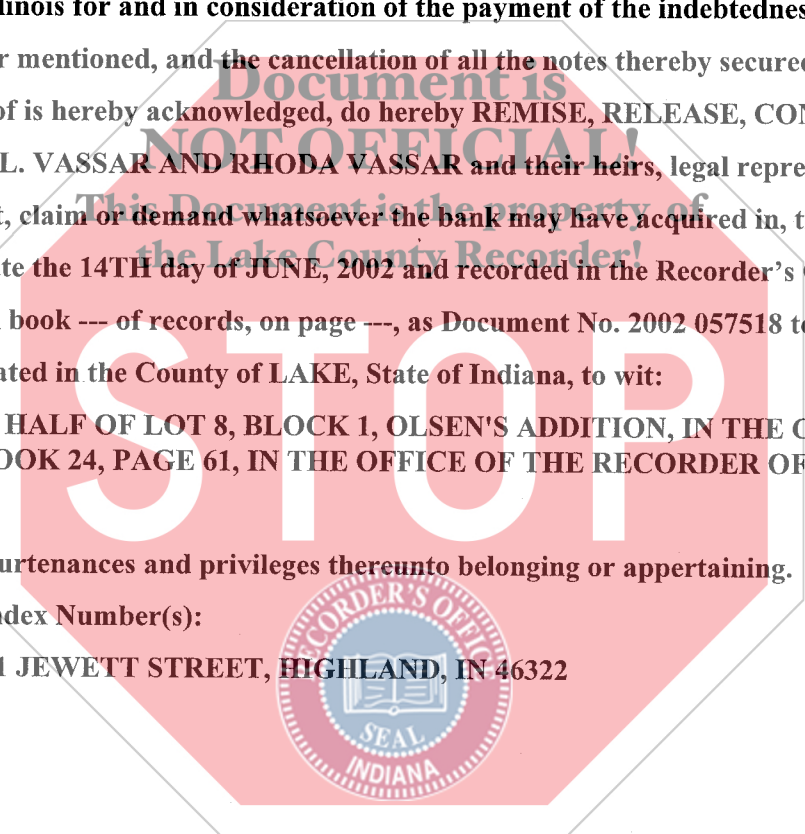 linois for and in consideration of the payment of the indebtednes
r mentioned, and the cancellation of all the notes thereby secured
Document is
of is hereby acknowledged, do hereby REMISE, RELEASE, CON
NOT OFFICIAL!
L. VASSAR AND RHODA VASSAR and their heirs, legal repre
This Document is the property of
t, claim or demand whatsoever the bank may have acquired in, t
the Lake County Recorder!
te the 14TH day of JUNE, 2002 and recorded in the Recorder's
book --- of records, on page ---, as Document No. 2002 057518 to
ated in the County of LAKE, State of Indiana, to wit:
STOP
HALF OF LOT 8, BLOCK 1, OLSEN'S ADDITION, IN THE C
OOK 24, PAGE 61, IN THE OFFICE OF THE RECORDER OF
urtenances and privileges thereunto belonging or appertaining.
ndex Number(s):
1 JEWETT STREET, HIGHLAND, IN 46322
RECORDER'S OFFICE
SEAL
INDIANA